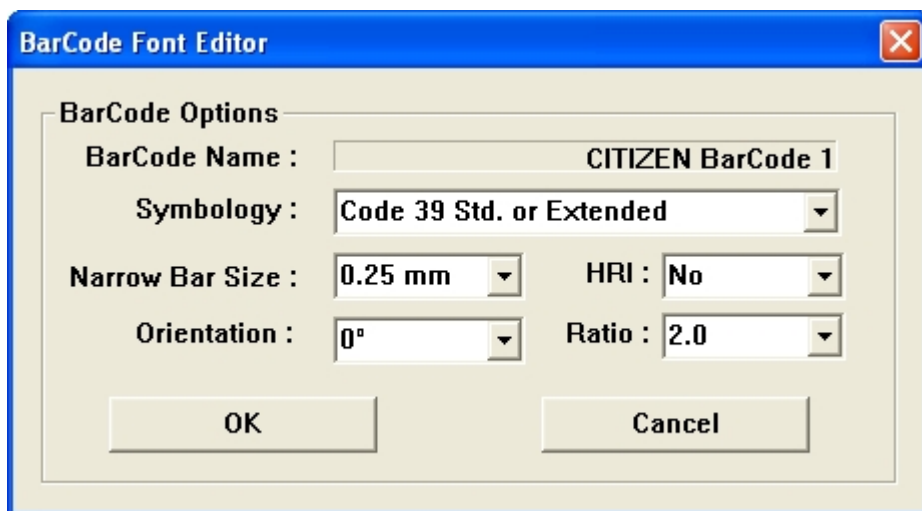 BarCode Font Editor
BarCode Options
BarCode Name : CITIZEN BarCode 1
Symbology : Code 39 Std. or Extended
Narrow Bar Size : 0.25 mm HRI : No
Orientation : 0° Ratio : 2.0
OK Cancel